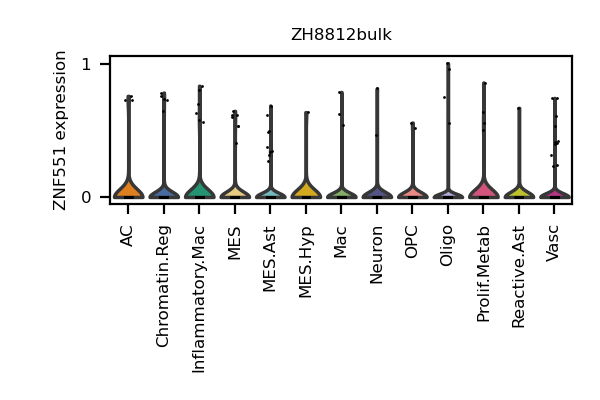 ZH8812bulk
ZNF551 expression
1
0
AC
Chromatin.Reg
Inflammatory.Mac
MES
MES.Ast
MES.Hyp
Mac
Neuron
OPC
Oligo
Prolif.Metab
Reactive.Ast
Vasc